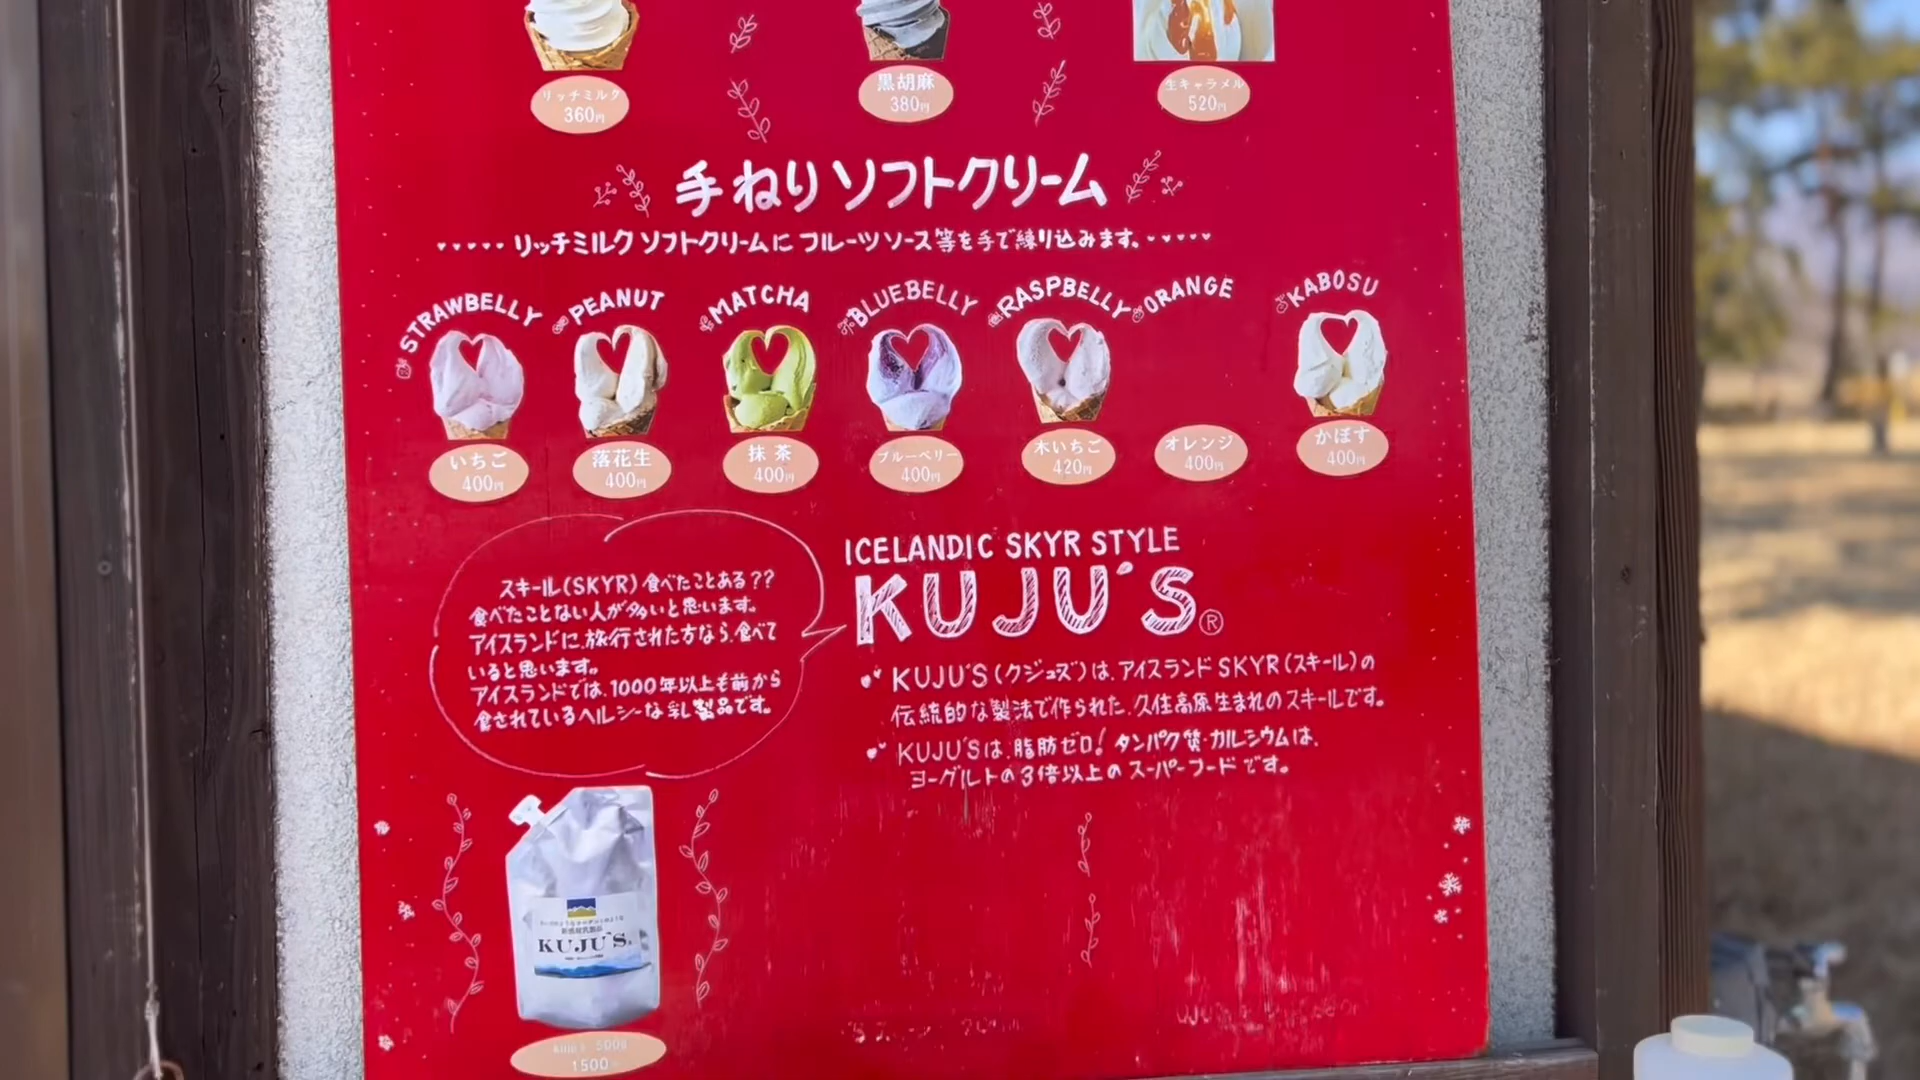 リッチミルク
360円
黒胡麻
380円
生キャラメル
520円
手ねりソフトクリーム
リッチミルクソフトクリームに フルーツソース等を手で練り込みます。
STRAWBELLY
PEANUT
MATCHA
BLUEBELLY
RASPBELLY
ORANGE
KABOSU
いちご
400円
落花生
400円
抹茶
400円
ブルーベリー
400円
木いちご
420円
オレンジ
400円
かぼす
400円
スキール(SKYR)食べたことある??
食べたことない人が多いと思います。
アイスランドに、旅行された方なら、食べて
いると思います。
アイスランドでは、1000年以上も前から
食されているヘルシーな乳製品です。
ICELANDIC SKYR STYLE
KUJU'S®
KUJU'S(クジューズ)は、アイスランドSKYR(スキール)の
伝統的な製法で作られた、久住高原生まれのスキールです。
KUJU'Sは、脂肪ゼロ!タンパク質・カルシウムは、
ヨーグルトの3倍以上のスーパーフードです。
KUJU'S
500g
1500